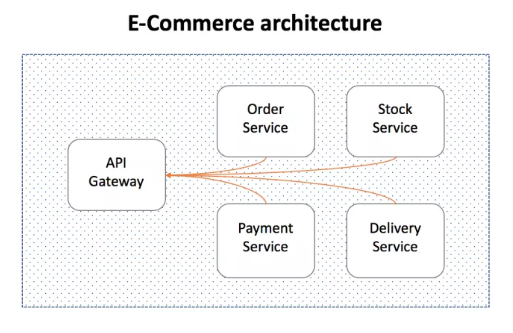 E-Commerce architecture
Order
Service
Stock
Service
API
Gateway
Payment
Service
Delivery
Service